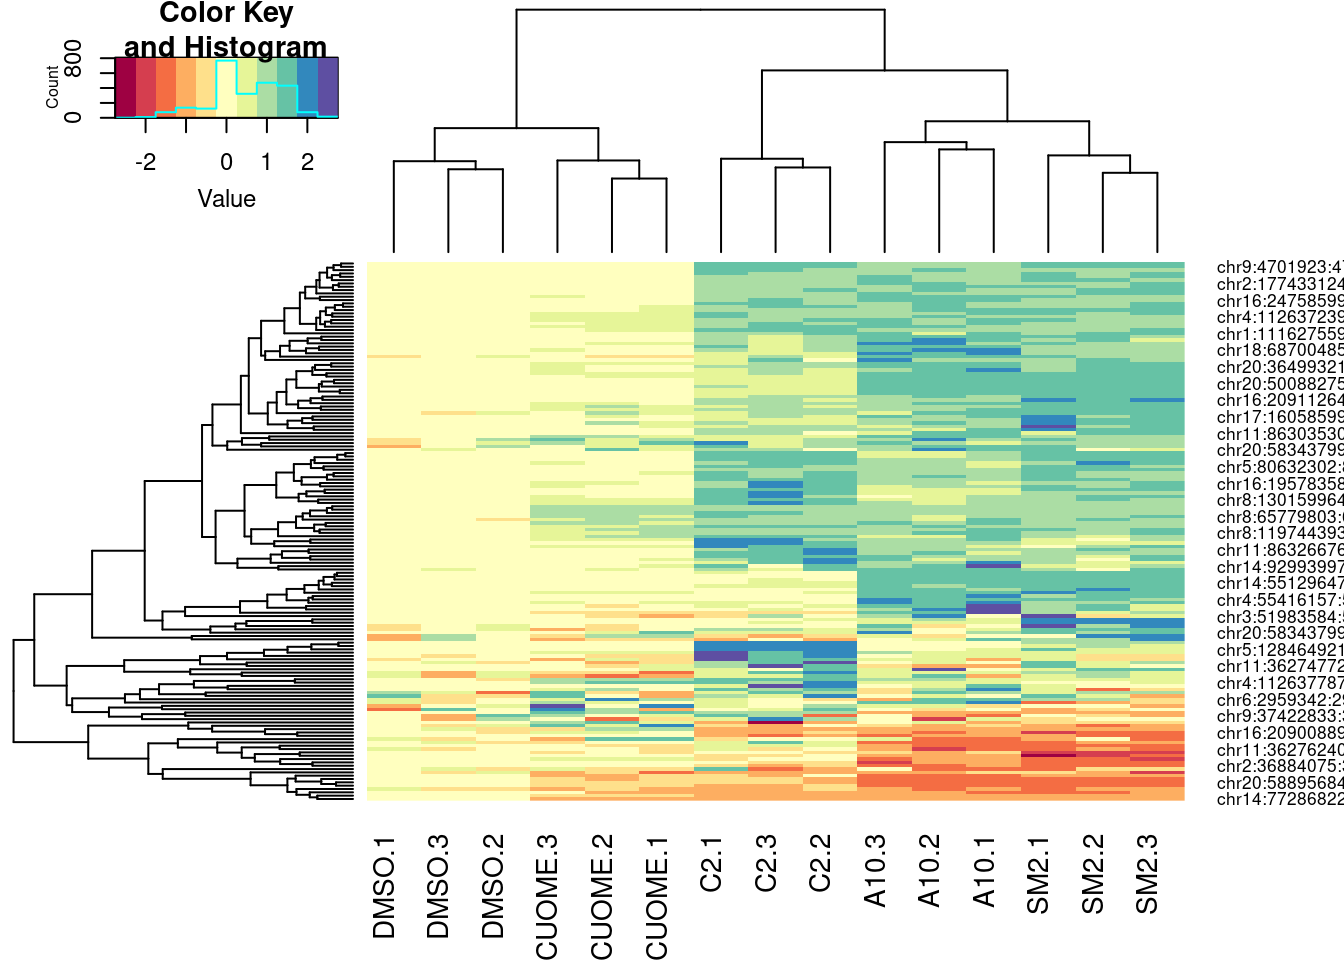 Color Key
and Histogram
Count
0
800
-2
0
1
2
Value
chr9:4701923:47
chr2:177433124
chr16:24758599
chr4:112637239
chr1:111627559
chr18:68700485
chr20:36499321
chr20:50088275
chr16:20911264
chr17:16058599
chr11:86303530
chr20:58343799
chr5:80632302:
chr16:19578358
chr8:130159964
chr8:65779803:
chr8:119744393
chr11:86326676
chr14:92993997
chr14:55129647
chr4:55416157:
chr3:51983584:
chr20:58343799
chr5:128464921
chr11:36274772
chr4:112637787
chr6:2959342:29
chr9:37422833:
chr16:20900889
chr11:36276240
chr2:36884075:
chr20:58895684
chr14:77286822
DMSO.1
DMSO.3
DMSO.2
CUOME.3
CUOME.2
CUOME.1
C2.1
C2.3
C2.2
A10.3
A10.2
A10.1
SM2.1
SM2.2
SM2.3